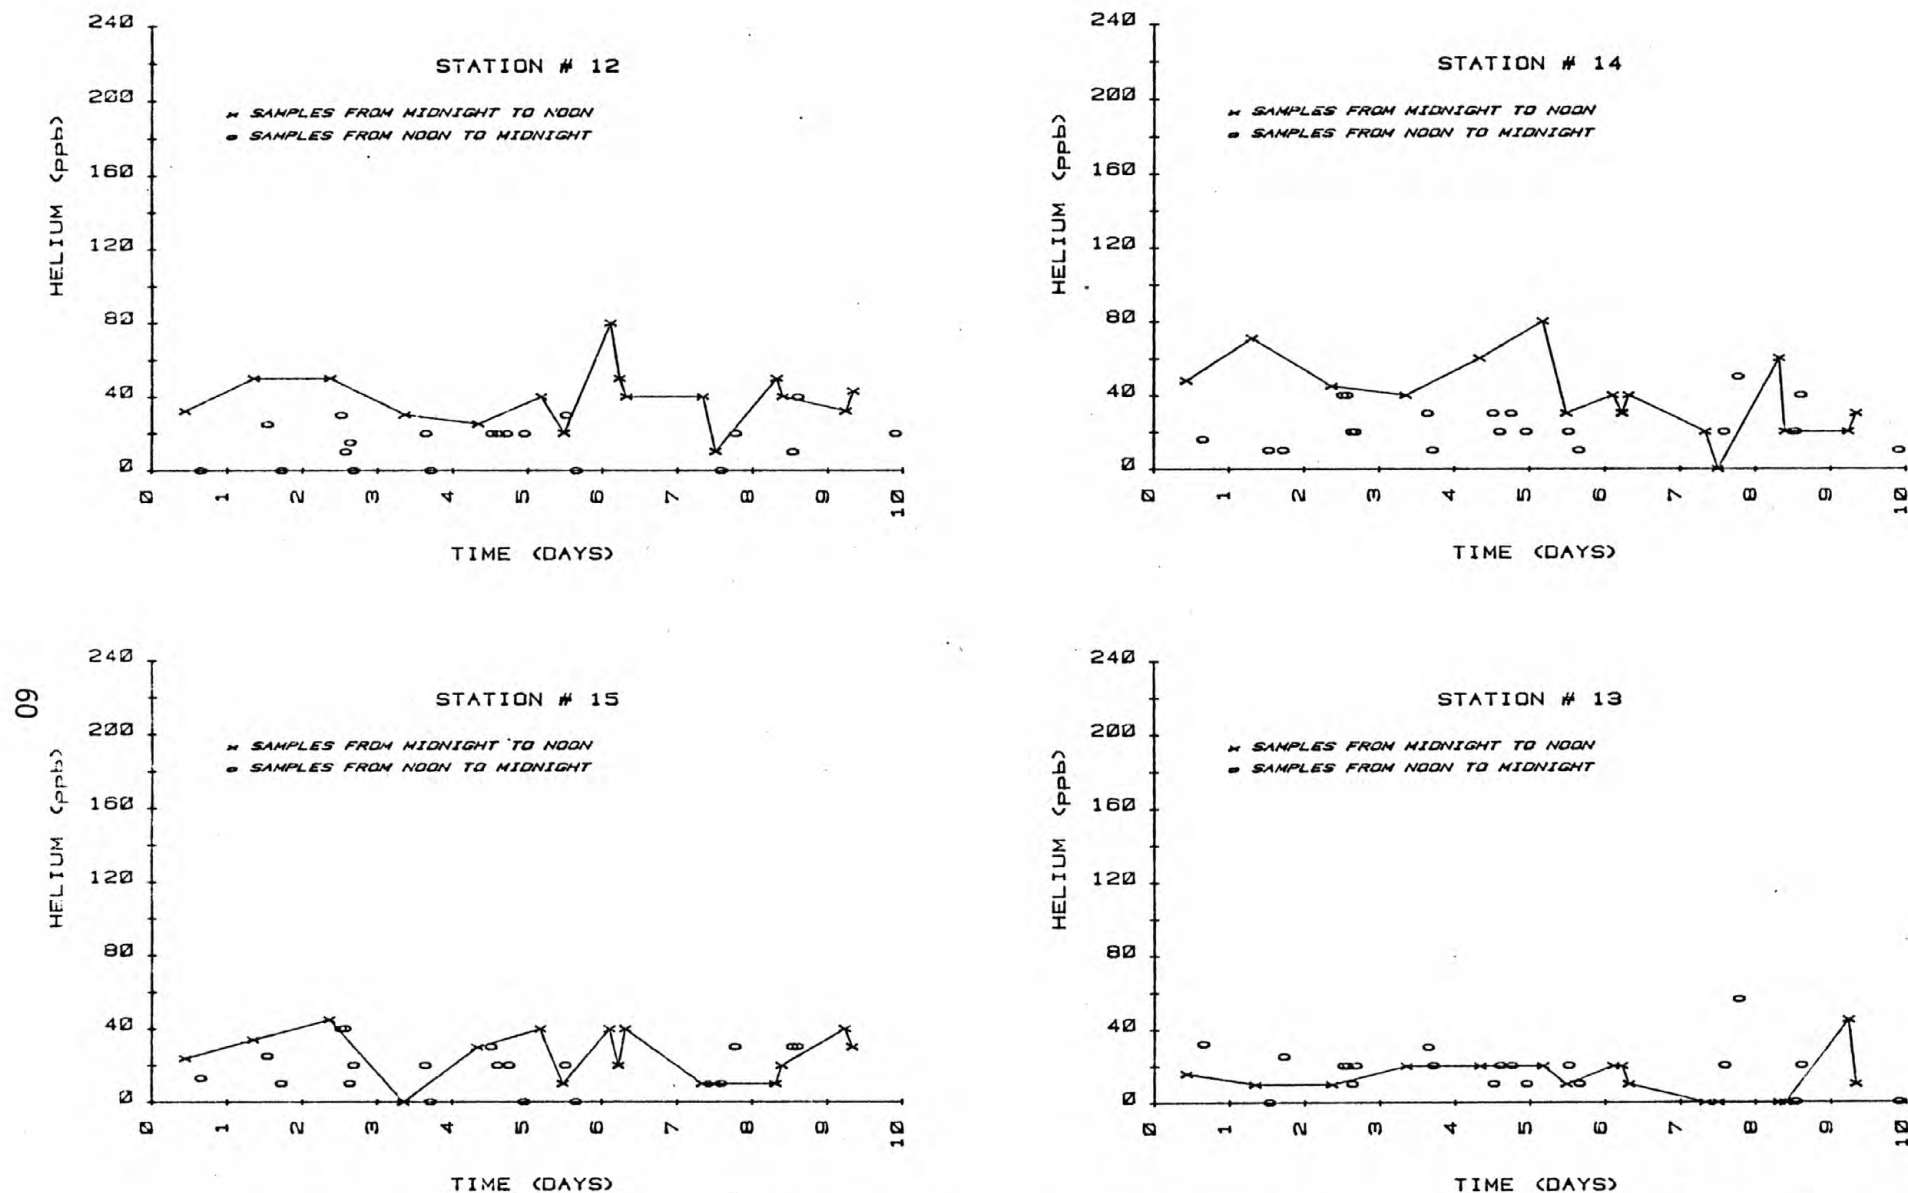 STATION # 12
× SAMPLES FROM MIDNIGHT TO NOON
o SAMPLES FROM NOON TO MIDNIGHT
HELIUM (ppb)
240
200
160
120
80
40
0
0 1 2 3 4 5 6 7 8 9 10
TIME (DAYS)
STATION # 14
× SAMPLES FROM MIDNIGHT TO NOON
o SAMPLES FROM NOON TO MIDNIGHT
HELIUM (ppb)
240
200
160
120
80
40
0
0 1 2 3 4 5 6 7 8 9 10
TIME (DAYS)
60
STATION # 15
× SAMPLES FROM MIDNIGHT TO NOON
o SAMPLES FROM NOON TO MIDNIGHT
HELIUM (ppb)
240
200
160
120
80
40
0
0 1 2 3 4 5 6 7 8 9 10
TIME (DAYS)
STATION # 13
× SAMPLES FROM MIDNIGHT TO NOON
o SAMPLES FROM NOON TO MIDNIGHT
HELIUM (ppb)
240
200
160
120
80
40
0
0 1 2 3 4 5 6 7 8 9 10
TIME (DAYS)